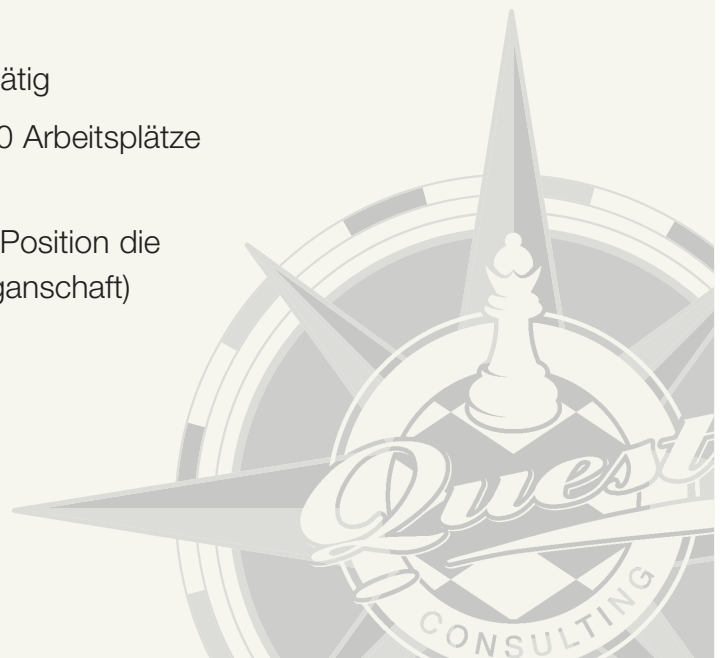 ätig
0 Arbeitsplätze
Position die
ganschaft)
Quest
CONSULTING